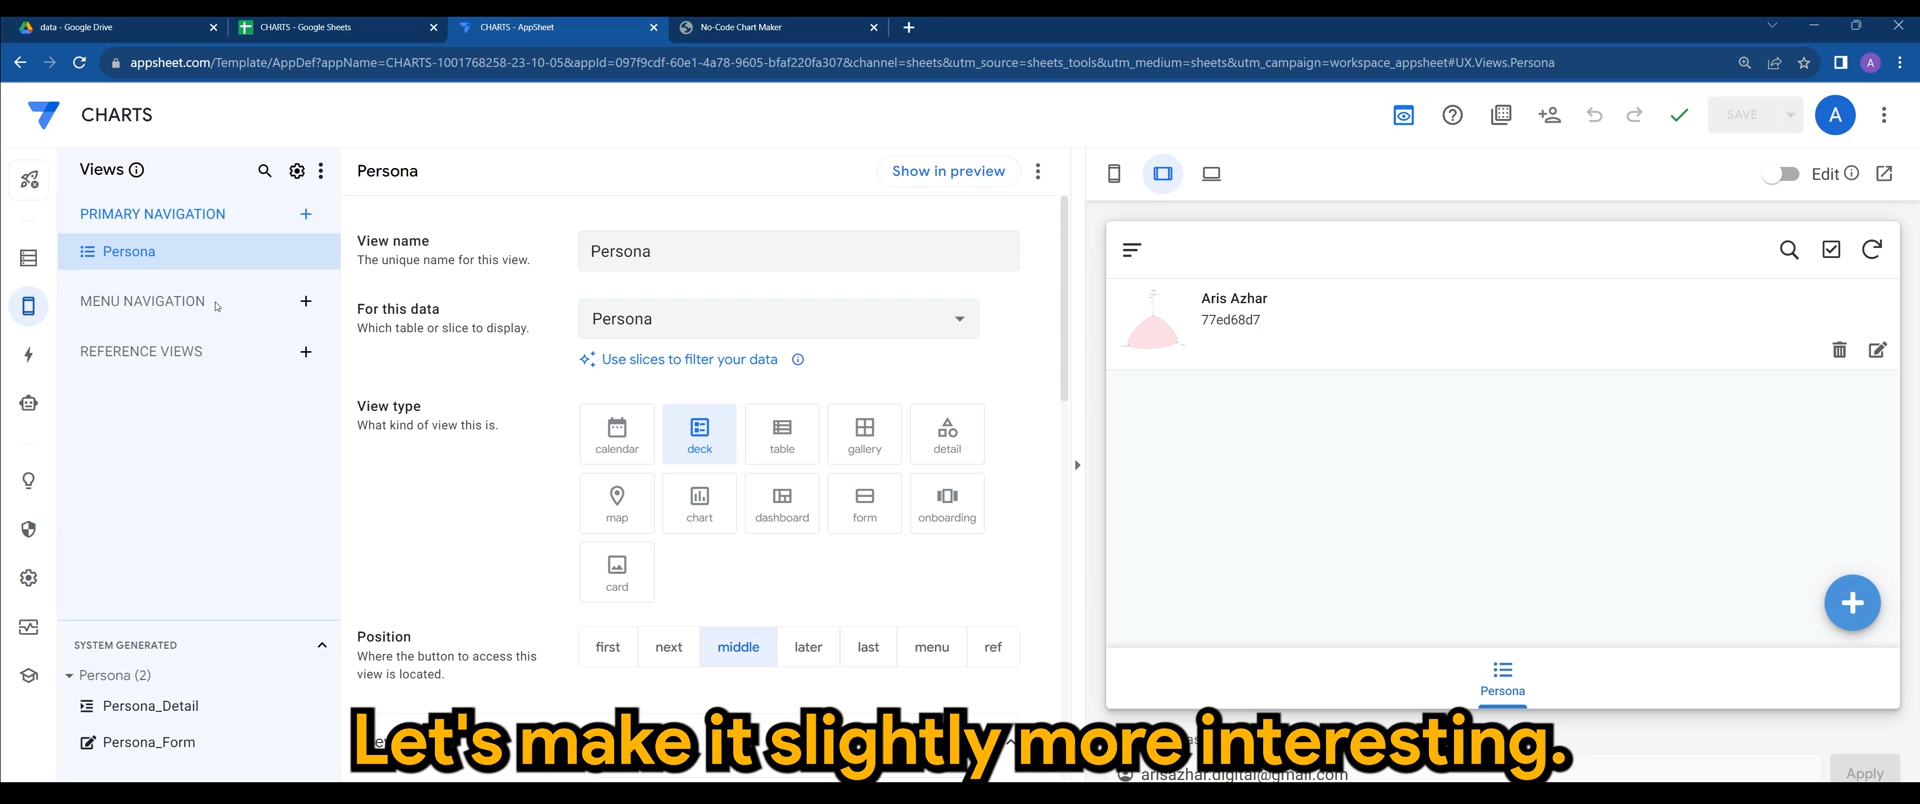 data - Google Drive
CHARTS - Google Sheets
CHARTS - AppSheet
No-Code Chart Maker
appsheet.com/Template/AppDef?appName=CHARTS-1001768258-23-10-05&appId=097f9cdf-60e1-4a78-9605-bfaf220fa307&channel=sheets&utm_source=sheets_tools&utm_medium=sheets&utm_campaign=workspace_appsheet#UX.Views.Persona
A
CHARTS
SAVE
A
Views
Persona
Show in preview
Edit
PRIMARY NAVIGATION
Persona
MENU NAVIGATION
REFERENCE VIEWS
View name
The unique name for this view.
Persona
For this data
Which table or slice to display.
Persona
Use slices to filter your data
View type
What kind of view this is.
calendar
deck
table
gallery
detail
map
chart
dashboard
form
onboarding
card
Position
Where the button to access this
view is located.
first
next
middle
later
last
menu
ref
Aris Azhar
77ed68d7
Persona
SYSTEM GENERATED
Persona (2)
Persona_Detail
Persona_Form
Let's make it slightly more interesting.
arisazhar.digital@gmail.com
Apply